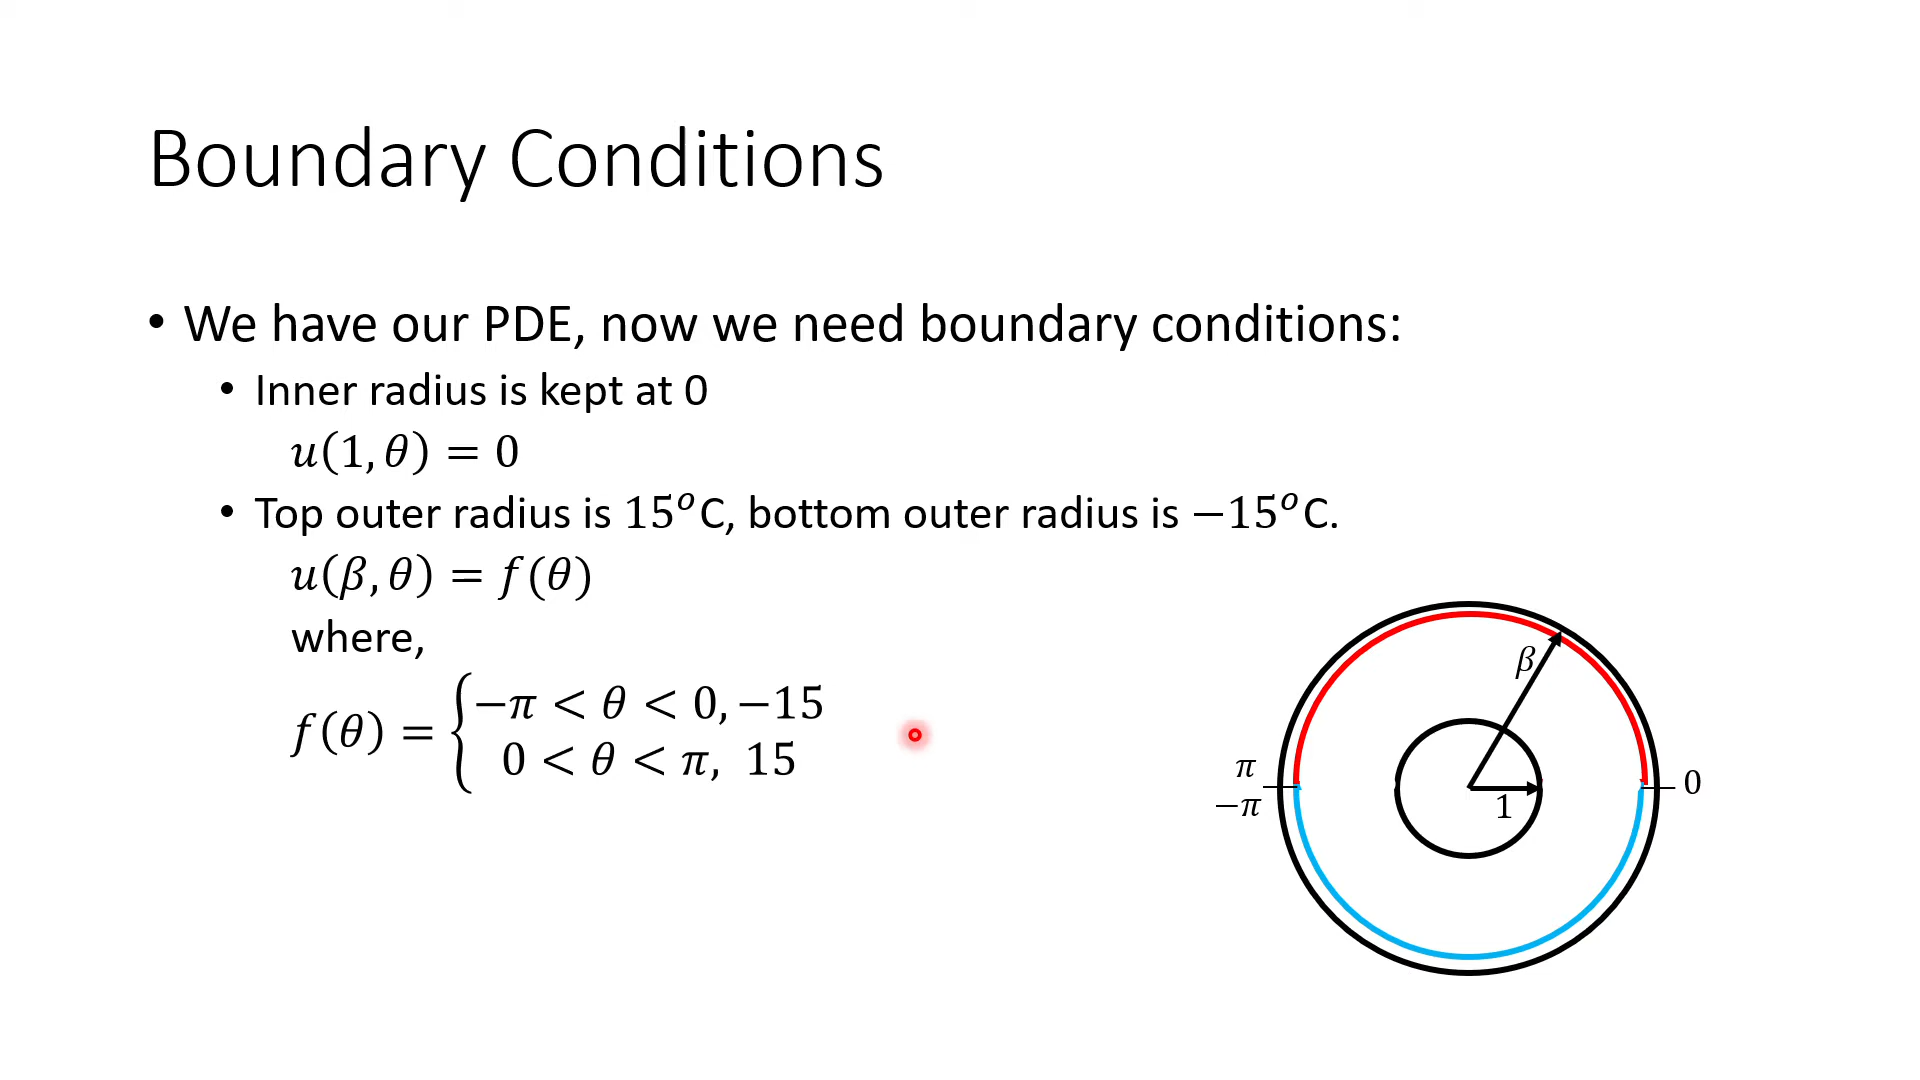 Boundary Conditions
• We have our PDE, now we need boundary conditions:
• Inner radius is kept at 0
u(1, θ) = 0
• Top outer radius is 15°C, bottom outer radius is −15°C.
u(β, θ) = f(θ)
where,
f(θ) = { −π < θ < 0, −15
0 < θ < π, 15
β
π
−π
1
0